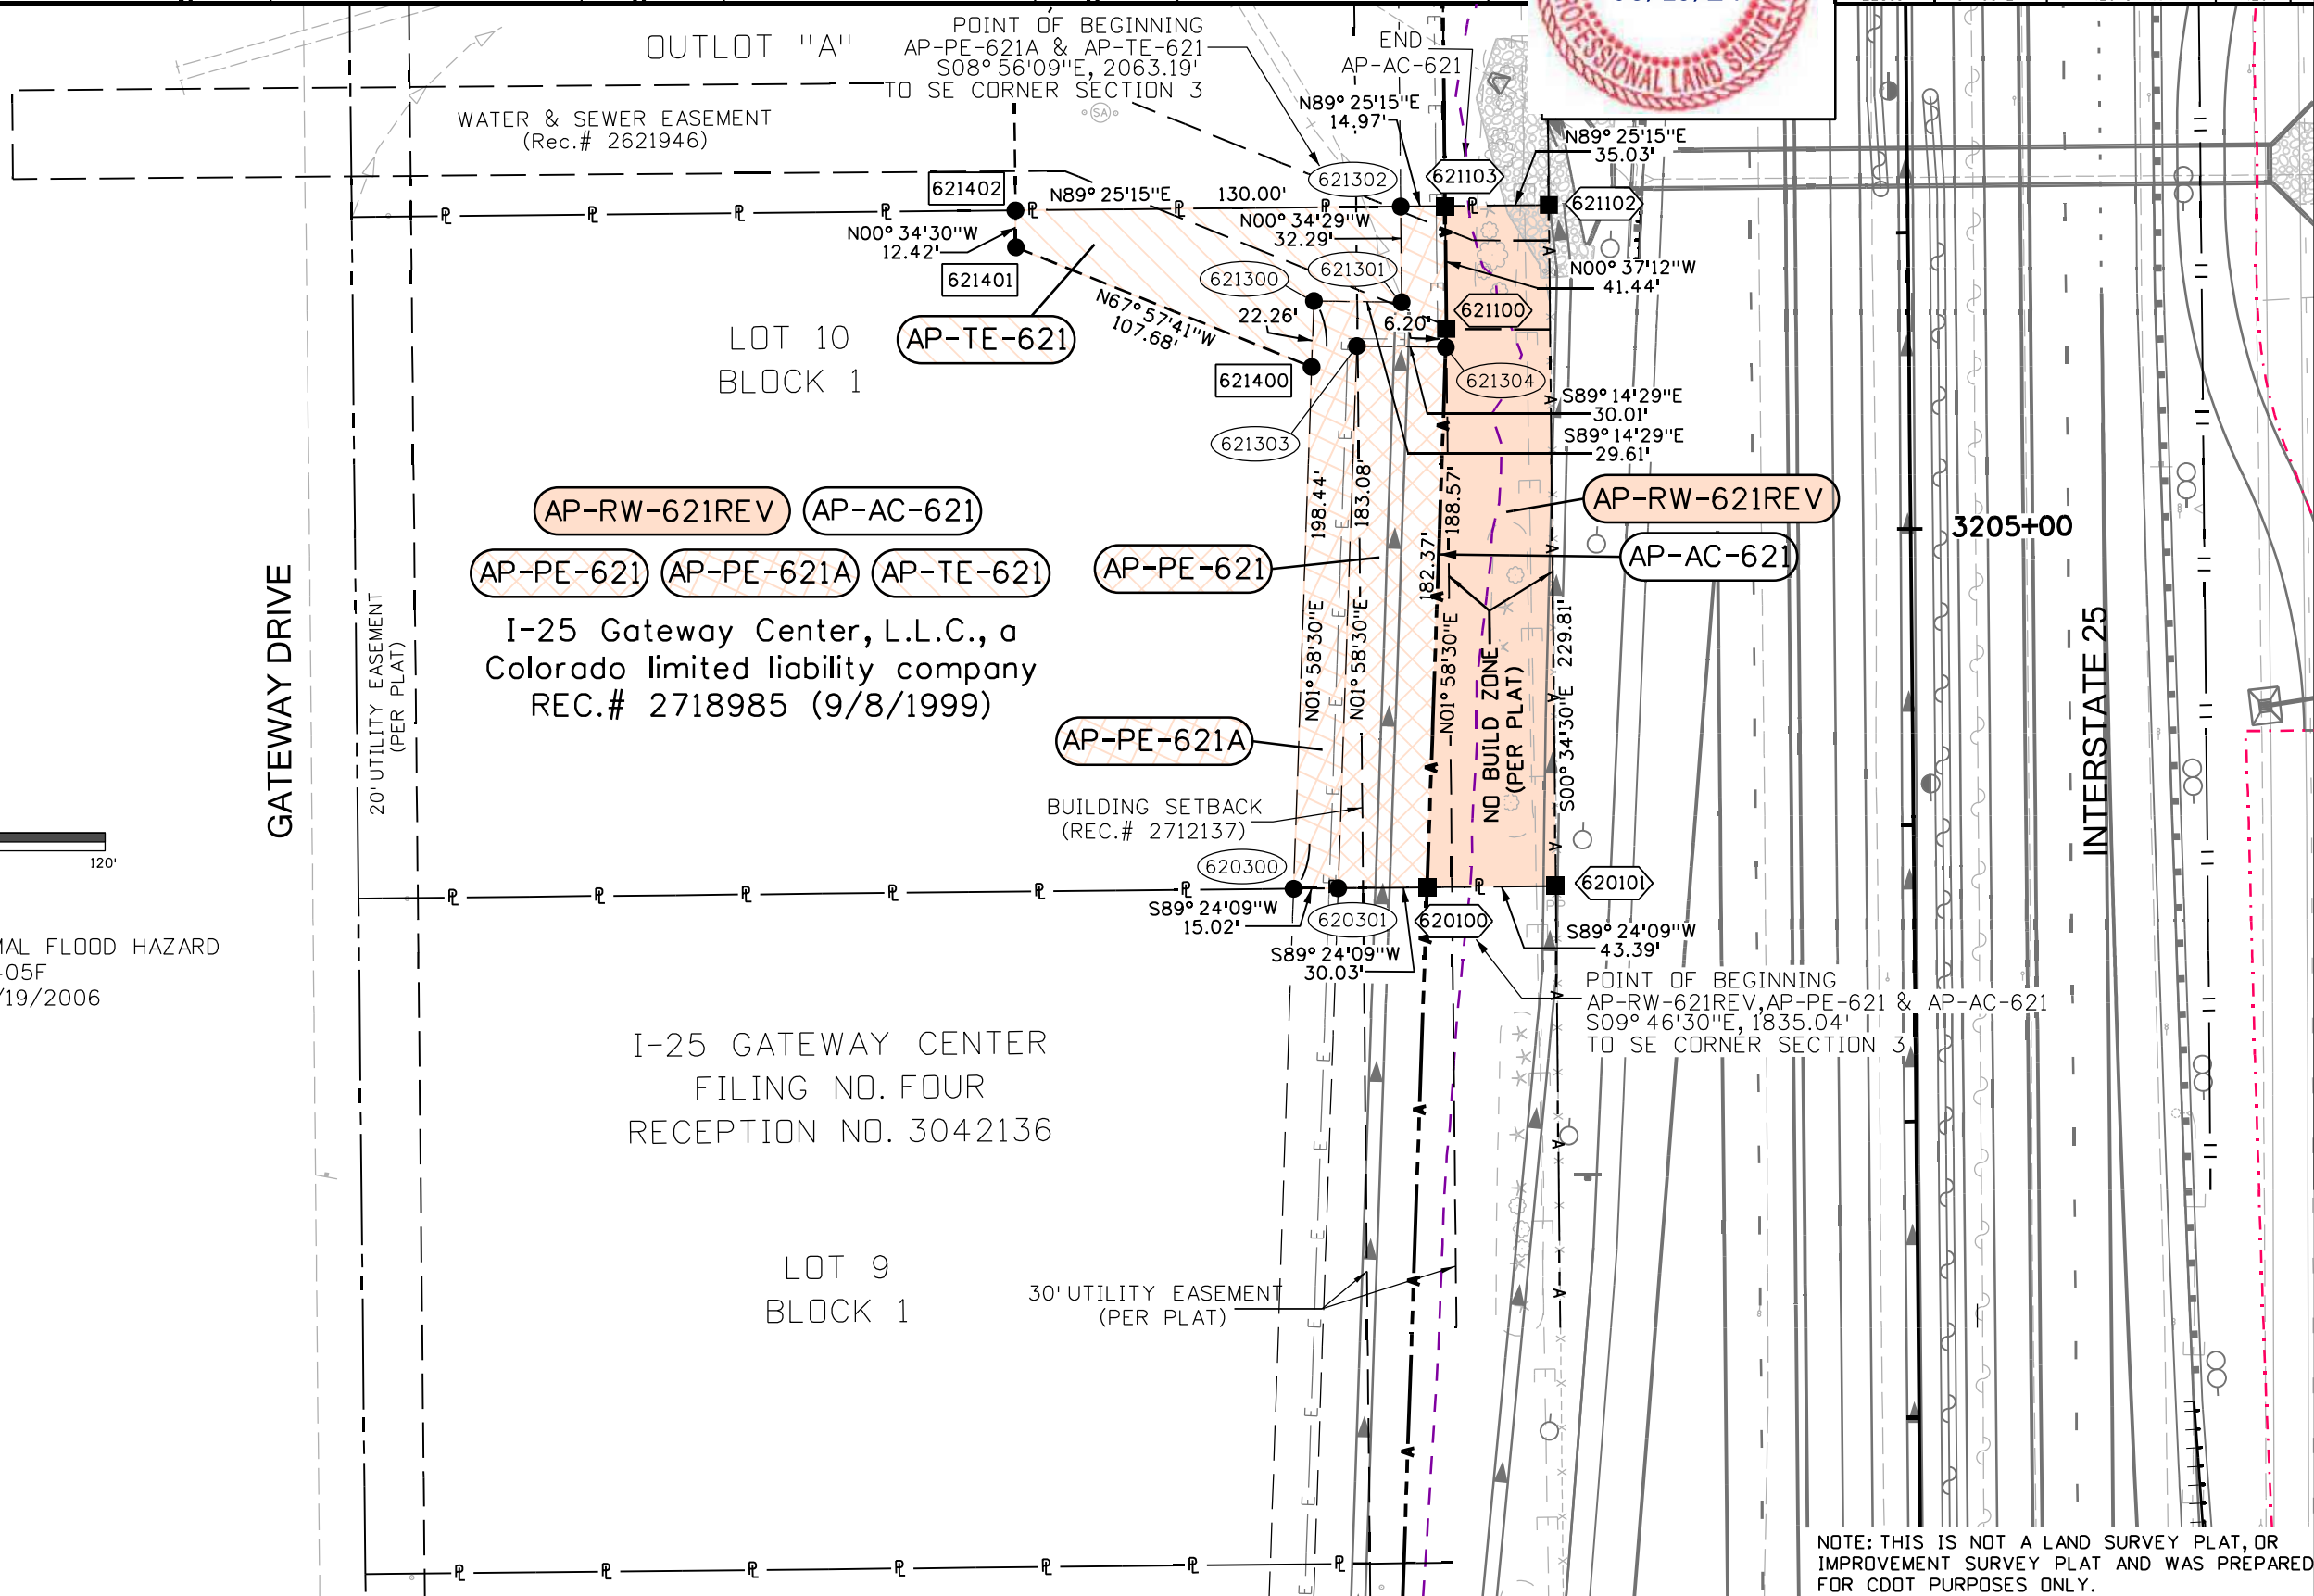 OUTLOT "A"
POINT OF BEGINNING
AP-PE-621A & AP-TE-621
S08° 56'09"E, 2063.19'
TO SE CORNER SECTION 3
END
AP-AC-621
PROFESSIONAL LAND SURVEY
WATER & SEWER EASEMENT
(Rec.# 2621946)
SA
N89° 25'15"E
14.97'
N89° 25'15"E
35.03'
621402
N89° 25'15"E
130.00'
621302
621103
621102
N00° 34'30"W
12.42'
N00° 34'29"W
32.29'
621401
621300
621301
N00° 37'12"W
41.44'
621100
N67° 57'41"W
107.68'
22.26'
6.20'
LOT 10
BLOCK 1
AP-TE-621
621400
621304
621303
S89° 14'29"E
30.01'
S89° 14'29"E
29.61'
AP-RW-621REV
AP-AC-621
AP-PE-621
AP-PE-621A
AP-TE-621
AP-PE-621
AP-RW-621REV
AP-AC-621
3205+00
198.44'
183.08'
182.37'
188.57'
N01° 58'30"E
N01° 58'30"E
N01° 58'30"E
S00° 34'30"E 229.81'
NO BUILD ZONE
(PER PLAT)
I-25 Gateway Center, L.L.C., a
Colorado limited liability company
REC.# 2718985 (9/8/1999)
GATEWAY DRIVE
20' UTILITY EASEMENT
(PER PLAT)
INTERSTATE 25
AP-PE-621A
BUILDING SETBACK
(REC.# 2712137)
120'
620300
620301
620100
620101
S89° 24'09"W
15.02'
S89° 24'09"W
30.03'
S89° 24'09"W
43.39'
MAL FLOOD HAZARD
-05F
/19/2006
POINT OF BEGINNING
AP-RW-621REV, AP-PE-621 & AP-AC-621
S09° 46'30"E, 1835.04'
TO SE CORNER SECTION 3
I-25 GATEWAY CENTER
FILING NO. FOUR
RECEPTION NO. 3042136
LOT 9
BLOCK 1
30' UTILITY EASEMENT
(PER PLAT)
NOTE: THIS IS NOT A LAND SURVEY PLAT, OR
IMPROVEMENT SURVEY PLAT AND WAS PREPARED
FOR CDOT PURPOSES ONLY.